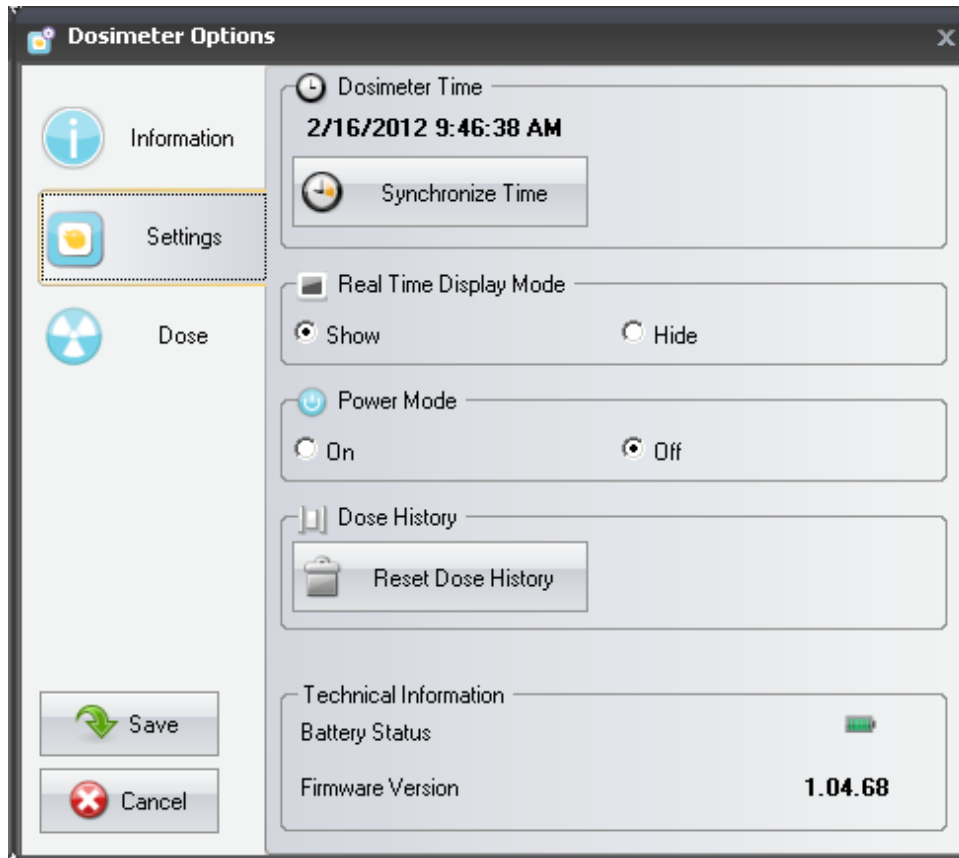 Dosimeter Options
Information
Settings
Dose
Save
Cancel
Dosimeter Time
2/16/2012 9:46:38 AM
Synchronize Time
Real Time Display Mode
Show Hide
Power Mode
On Off
Dose History
Reset Dose History
Technical Information
Battery Status
Firmware Version 1.04.68